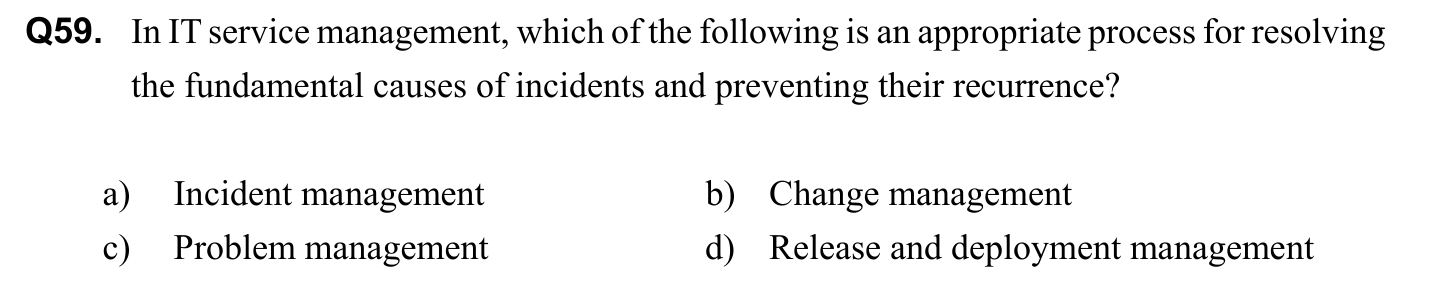 Q59. In IT service management, which of the following is an appropriate process for resolving
the fundamental causes of incidents and preventing their recurrence?
a) Incident management b) Change management
c) Problem management d) Release and deployment management